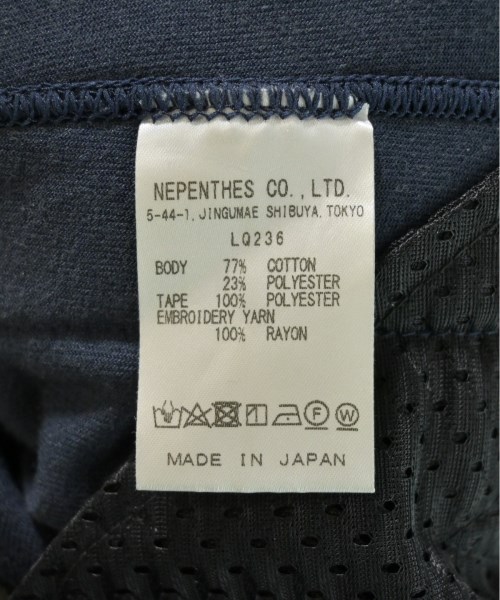 NEPENTHES CO., LTD.
5-44-1, JINGUMAE SHIBUYA, TOKYO
LQ236
BODY 77% COTTON
23% POLYESTER
TAPE 100% POLYESTER
EMBROIDERY YARN
100% RAYON
F W
MADE IN JAPAN